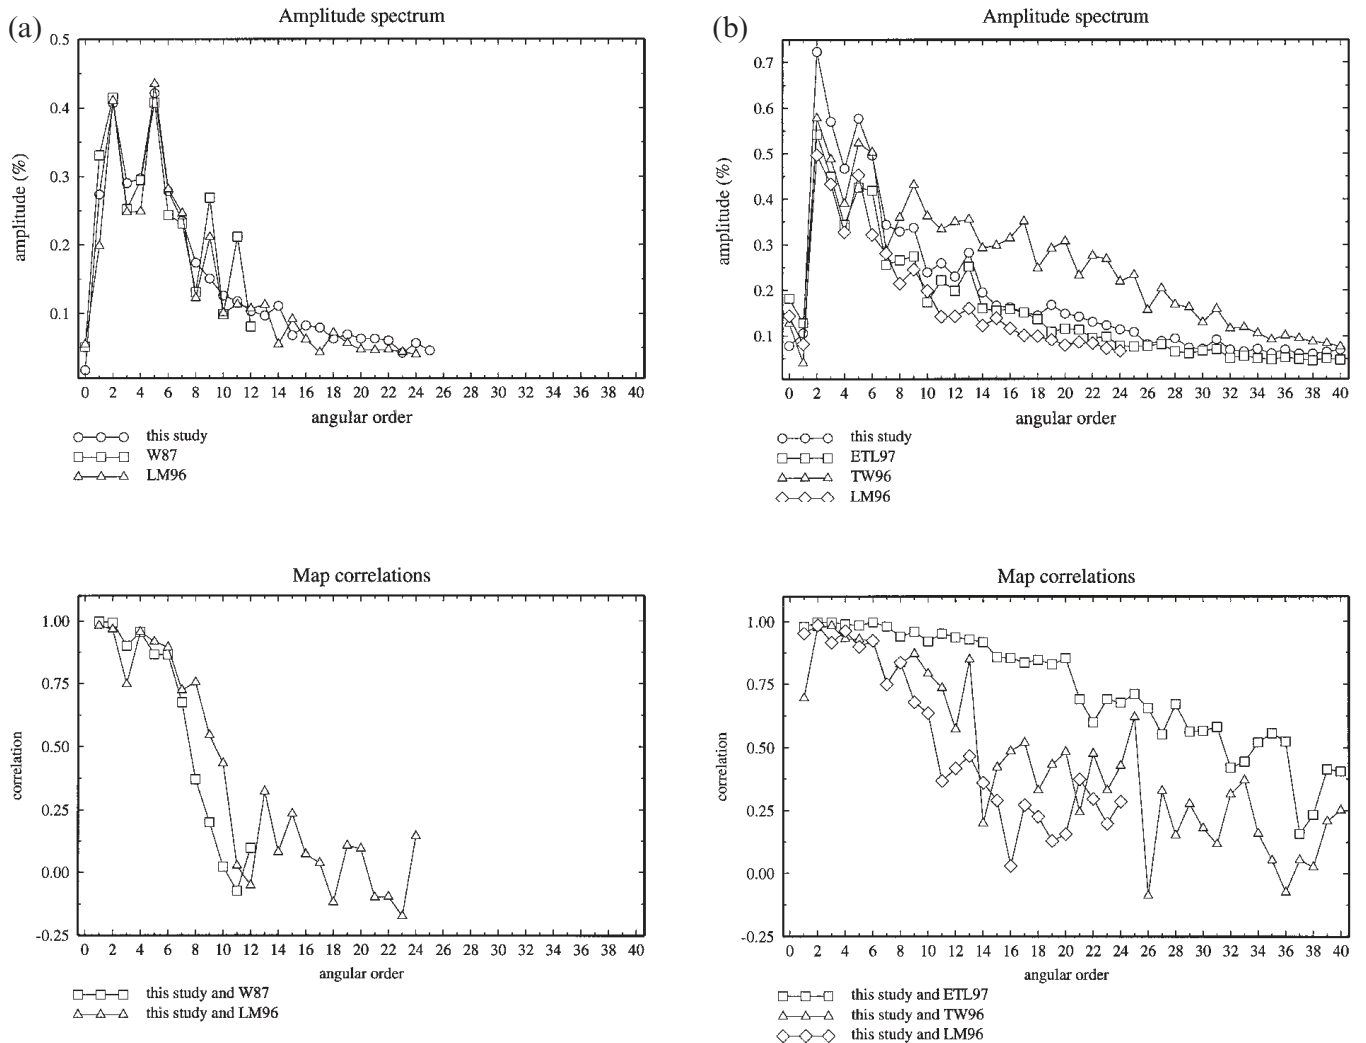 (a)
Amplitude spectrum
0.5
0.4
0.3
0.2
0.1
amplitude (%)
0 2 4 6 8 10 12 14 16 18 20 22 24 26 28 30 32 34 36 38 40
angular order
this study
W87
LM96
(b)
Amplitude spectrum
0.7
0.6
0.5
0.4
0.3
0.2
0.1
amplitude (%)
0 2 4 6 8 10 12 14 16 18 20 22 24 26 28 30 32 34 36 38 40
angular order
this study
ETL97
TW96
LM96
Map correlations
1.00
0.75
0.50
0.25
0.00
-0.25
correlation
0 2 4 6 8 10 12 14 16 18 20 22 24 26 28 30 32 34 36 38 40
angular order
this study and W87
this study and LM96
Map correlations
1.00
0.75
0.50
0.25
0.00
-0.25
correlation
0 2 4 6 8 10 12 14 16 18 20 22 24 26 28 30 32 34 36 38 40
angular order
this study and ETL97
this study and TW96
this study and LM96